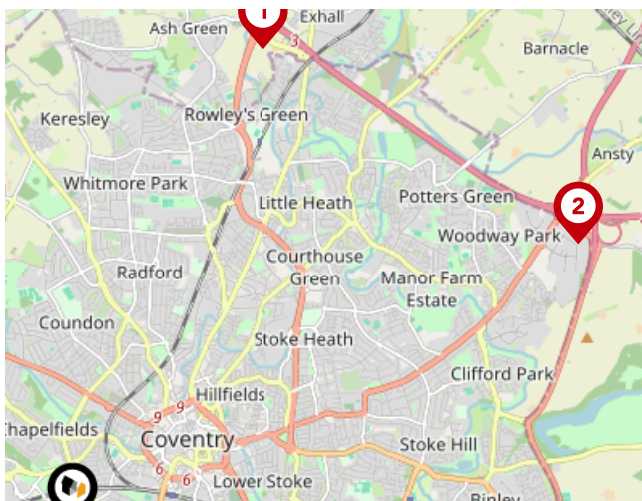 1
Exhall
Ash Green
3
Barnacle
Keresley
Rowley's Green
Ansty
Whitmore Park
Potters Green
Little Heath
2
Woodway Park
Courthouse
Green
Radford
Manor Farm
Estate
Coundon
Stoke Heath
Clifford Park
Hillfields
9
9
Chapelfields
Coventry
Stoke Hill
6
6
Lower Stoke
Binley